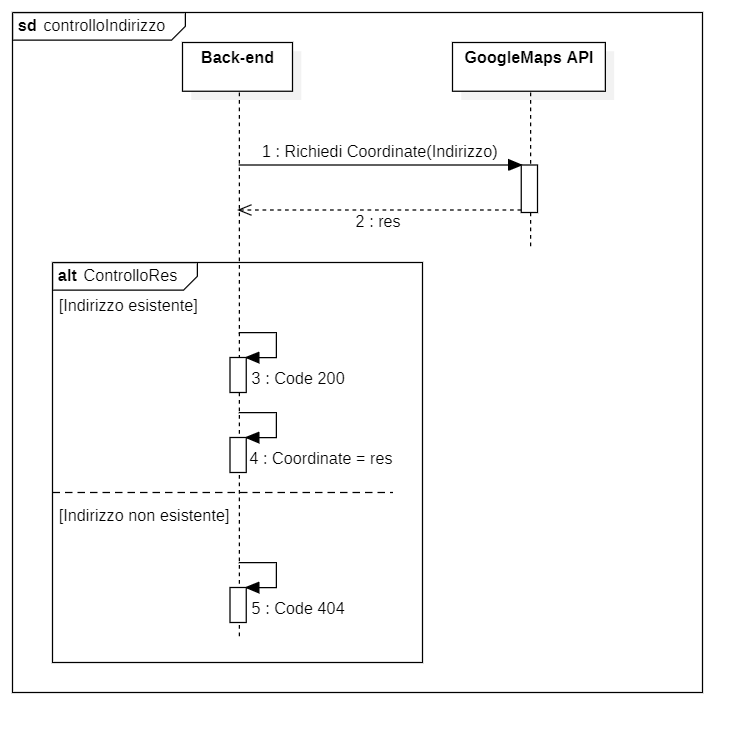 sd controlloIndirizzo
Back-end
GoogleMaps API
1 : Richiedi Coordinate(Indirizzo)
2 : res
alt ControlloRes
[Indirizzo esistente]
3 : Code 200
4 : Coordinate = res
[Indirizzo non esistente]
5 : Code 404